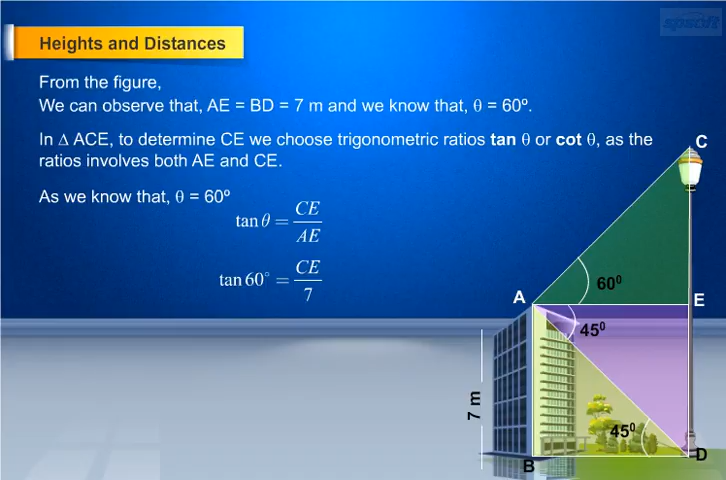 spsoft
Heights and Distances
From the figure,
We can observe that, AE = BD = 7 m and we know that, θ = 60º.
In Δ ACE, to determine CE we choose trigonometric ratios tan θ or cot θ, as the
ratios involves both AE and CE.
As we know that, θ = 60º
tan θ = CE / AE
tan 60° = CE / 7
C
60⁰
A
E
45⁰
7 m
45⁰
B
D